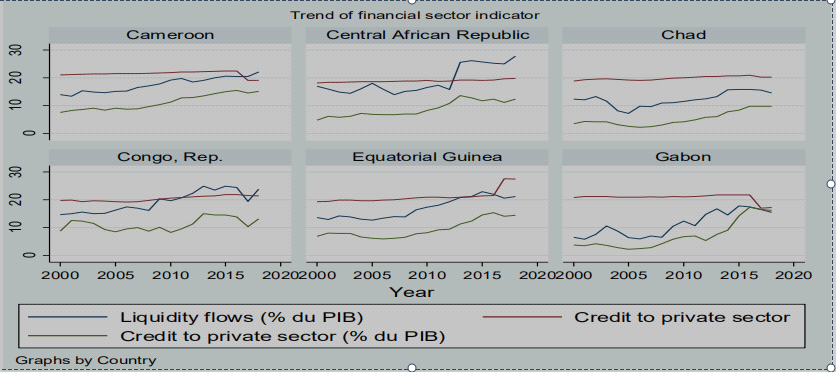 Trend of financial sector indicator
Cameroon Central African Republic Chad
30
20
10
0
Congo, Rep. Equatorial Guinea Gabon
30
20
10
0
2000 2005 2010 2015 2020 2000 2005 2010 2015 2020 2000 2005 2010 2015 2020
Year
Liquidity flows (% du PIB) Credit to private sector
Credit to private sector (% du PIB)
Graphs by Country